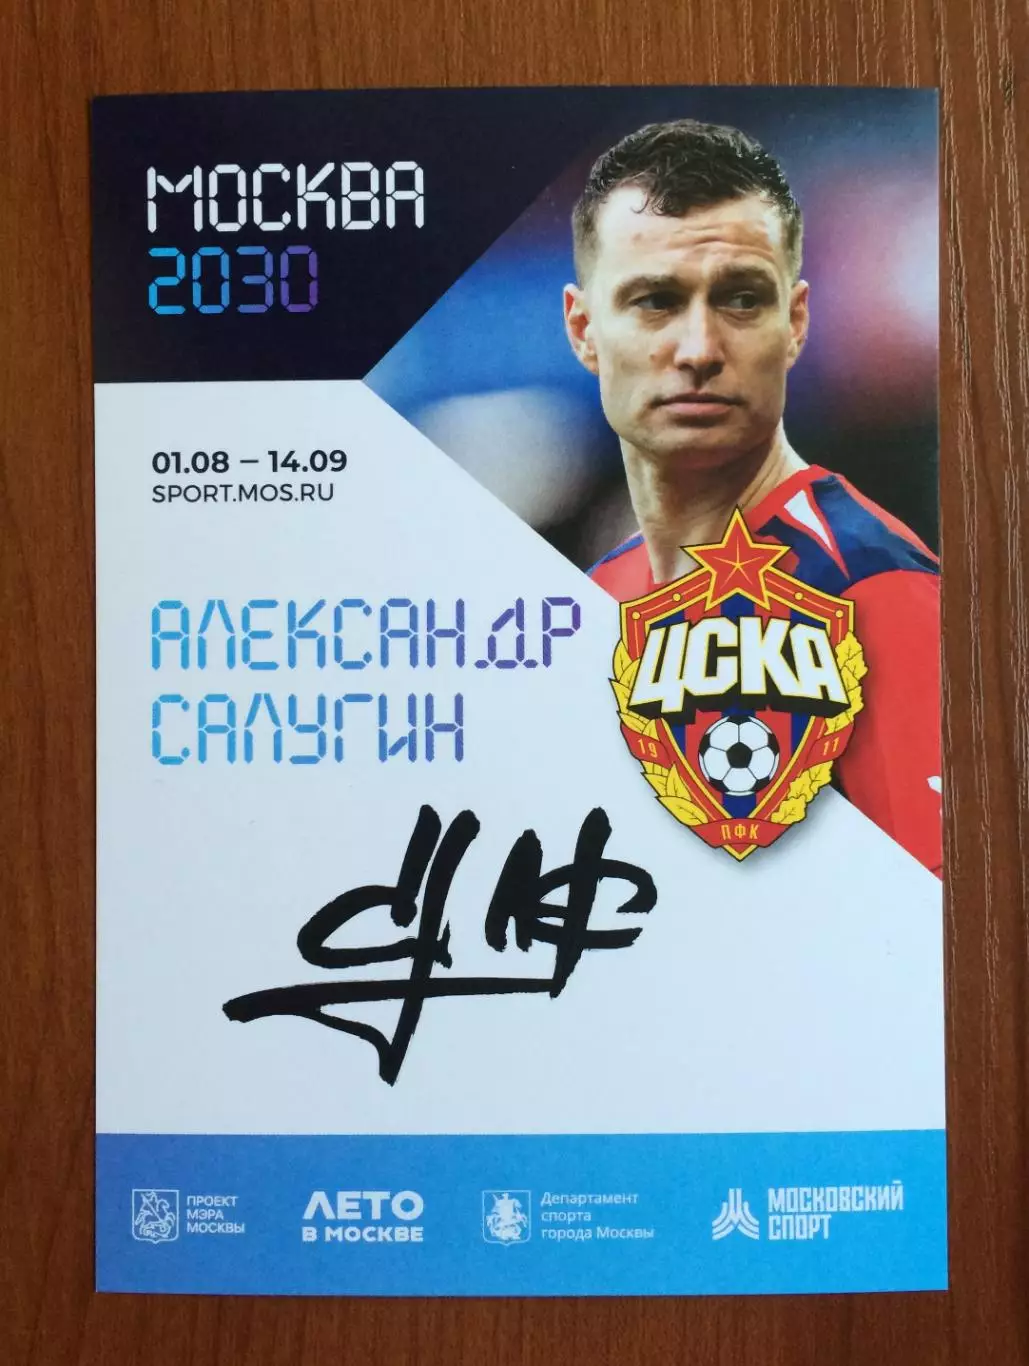 МОСКВА
2030
01.08 – 14.09
SPORT.MOS.RU
АЛЕКСАНДР
САЛУГИН
ЦСКА
19 11
ПФК
ПРОЕКТ
МЭРА
МОСКВЫ
ЛЕТО
В МОСКВЕ
Департамент
спорта
города Москвы
МОСКОВСКИЙ
СПОРТ